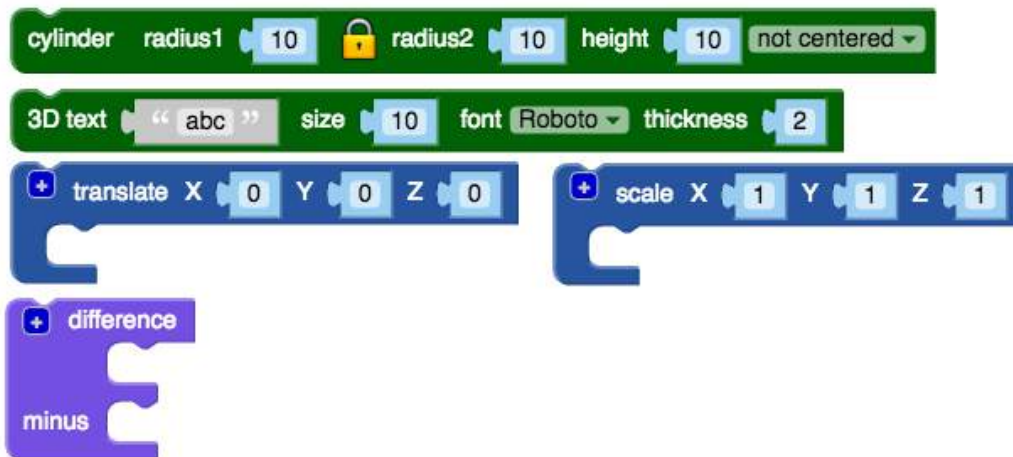 cylinder radius1 10 radius2 10 height 10 not centered
3D text “ abc ” size 10 font Roboto thickness 2
+ translate X 0 Y 0 Z 0
+ scale X 1 Y 1 Z 1
+ difference
minus